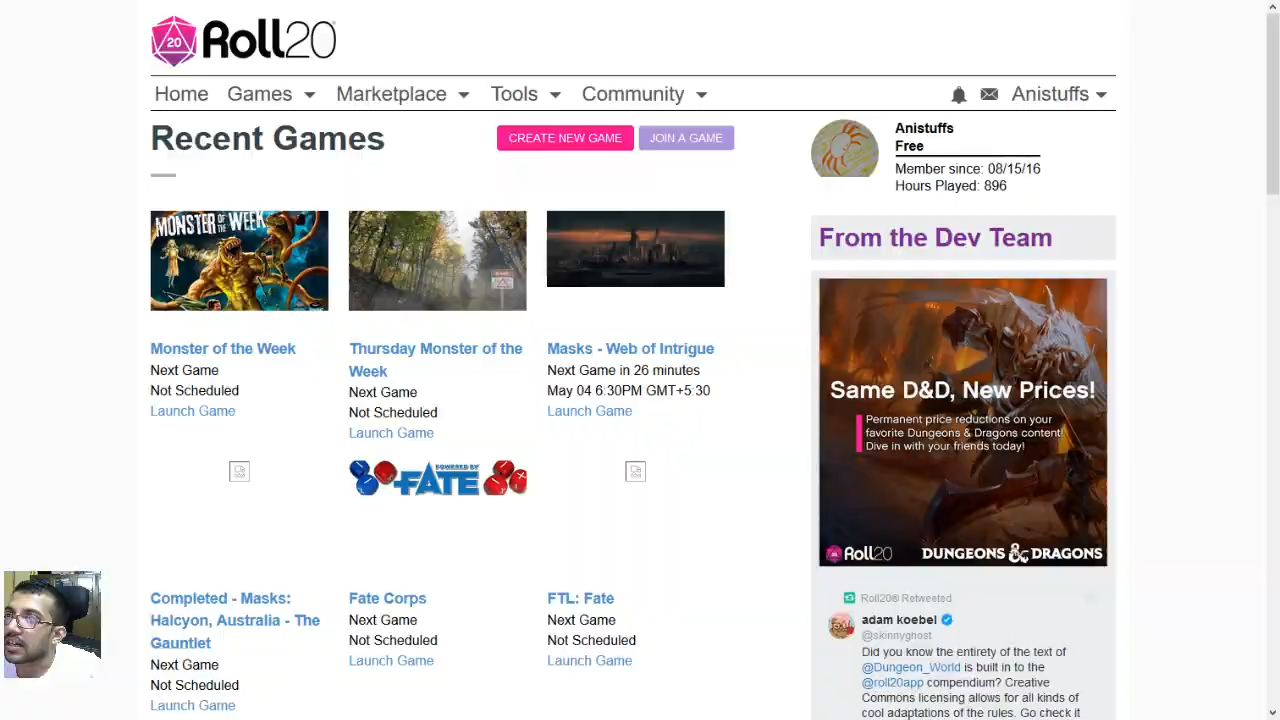 20 Roll20
Home Games Marketplace Tools Community Anistuffs
Recent Games
CREATE NEW GAME
JOIN A GAME
Anistuffs
Free
Member since: 08/15/16
Hours Played: 896
MONSTER OF THE WEEK
Monster of the Week
Next Game
Not Scheduled
Launch Game
Thursday Monster of the
Week
Next Game
Not Scheduled
Launch Game
Masks - Web of Intrigue
Next Game in 26 minutes
May 04 6:30PM GMT+5:30
Launch Game
POWERED BY
FATE
Completed - Masks:
Halcyon, Australia - The
Gauntlet
Next Game
Not Scheduled
Launch Game
Fate Corps
Next Game
Not Scheduled
Launch Game
FTL: Fate
Next Game
Not Scheduled
Launch Game
From the Dev Team
Same D&D, New Prices!
Permanent price reductions on your
favorite Dungeons & Dragons content!
Dive in with your friends today!
Roll20 DUNGEONS & DRAGONS
Roll20® Retweeted
adam koebel
@skinnyghost
Did you know the entirety of the text of
@Dungeon_World is built in to the
@roll20app compendium? Creative
Commons licensing allows for all kinds of
cool adaptations of the rules. Go check it